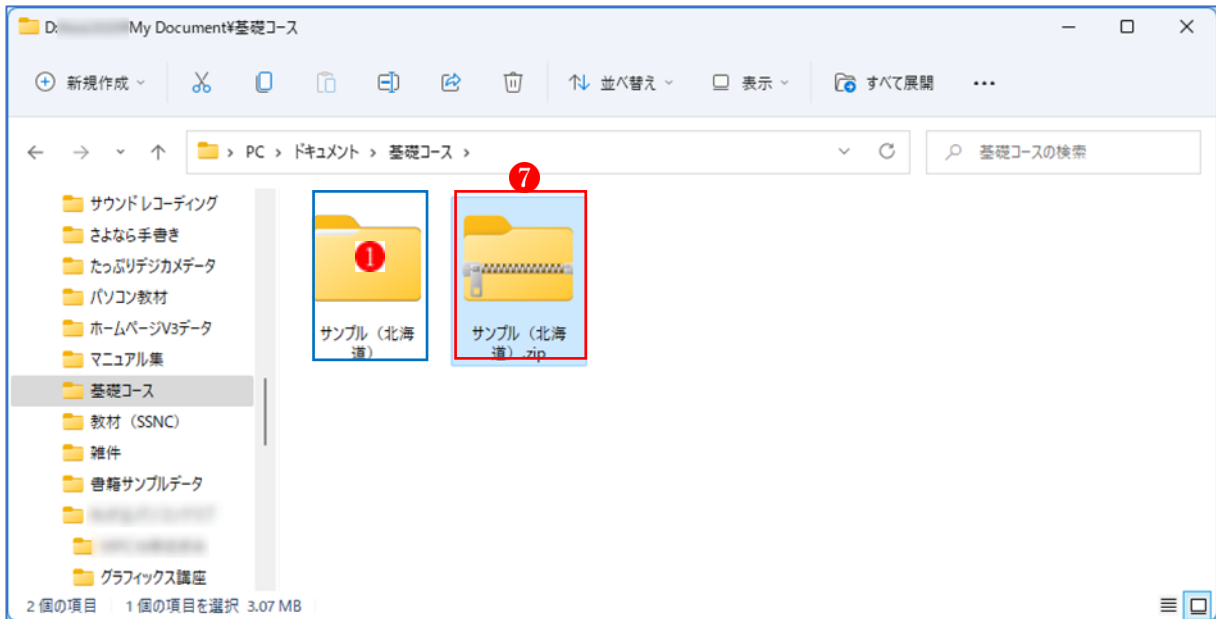 D: My Document¥基礎コース
新規作成 並べ替え 表示 すべて展開
PC › ドキュメント › 基礎コース ›
基礎コースの検索
サウンド レコーディング
さよなら手書き
たっぷりデジカメデータ
パソコン教材
ホームページV3データ
マニュアル集
基礎コース
教材（SSNC）
雑件
書籍サンプルデータ
グラフィックス講座
1
サンプル（北海
道）
7
サンプル（北海
道）.zip
2 個の項目 1 個の項目を選択 3.07 MB